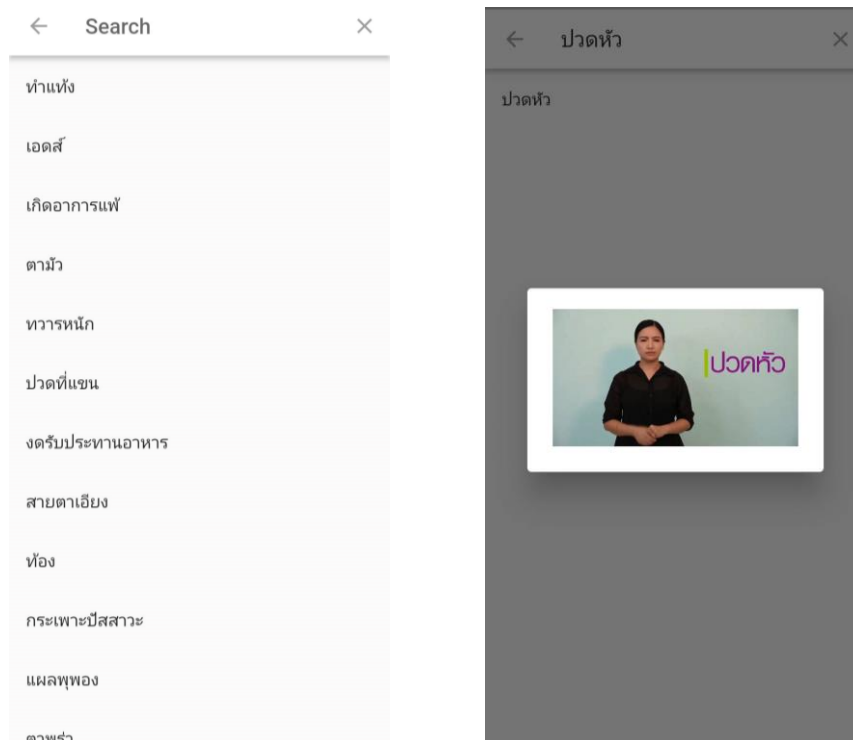 Search
ทำแท้ง
เอดส์
เกิดอาการแพ้
ตามัว
ทวารหนัก
ปวดที่แขน
งดรับประทานอาหาร
สายตาเอียง
ท้อง
กระเพาะปัสสาวะ
แผลพุพอง
ตาพร่า
ปวดหัว
ปวดหัว
ปวดหัว